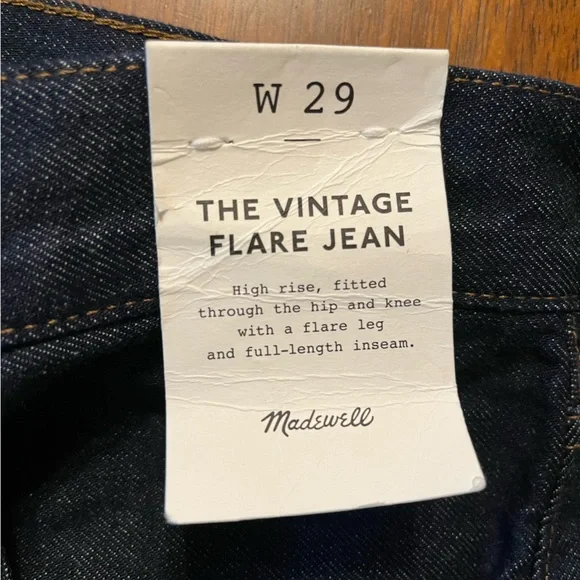 W 29
THE VINTAGE
FLARE JEAN
High rise, fitted
through the hip and knee
with a flare leg
and full-length inseam.
Madewell